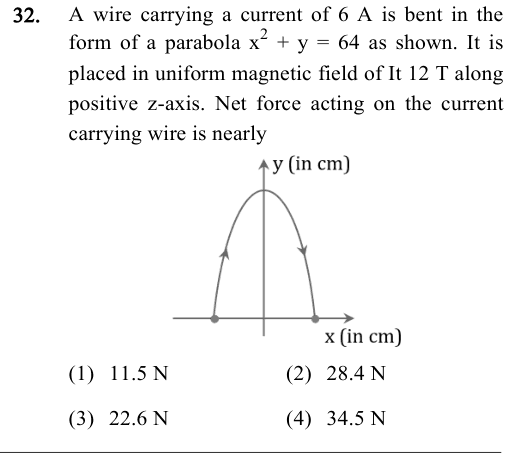 32. A wire carrying a current of 6 A is bent in the
form of a parabola x² + y = 64 as shown. It is
placed in uniform magnetic field of It 12 T along
positive z-axis. Net force acting on the current
carrying wire is nearly
y (in cm)
x (in cm)
(1) 11.5 N (2) 28.4 N
(3) 22.6 N (4) 34.5 N